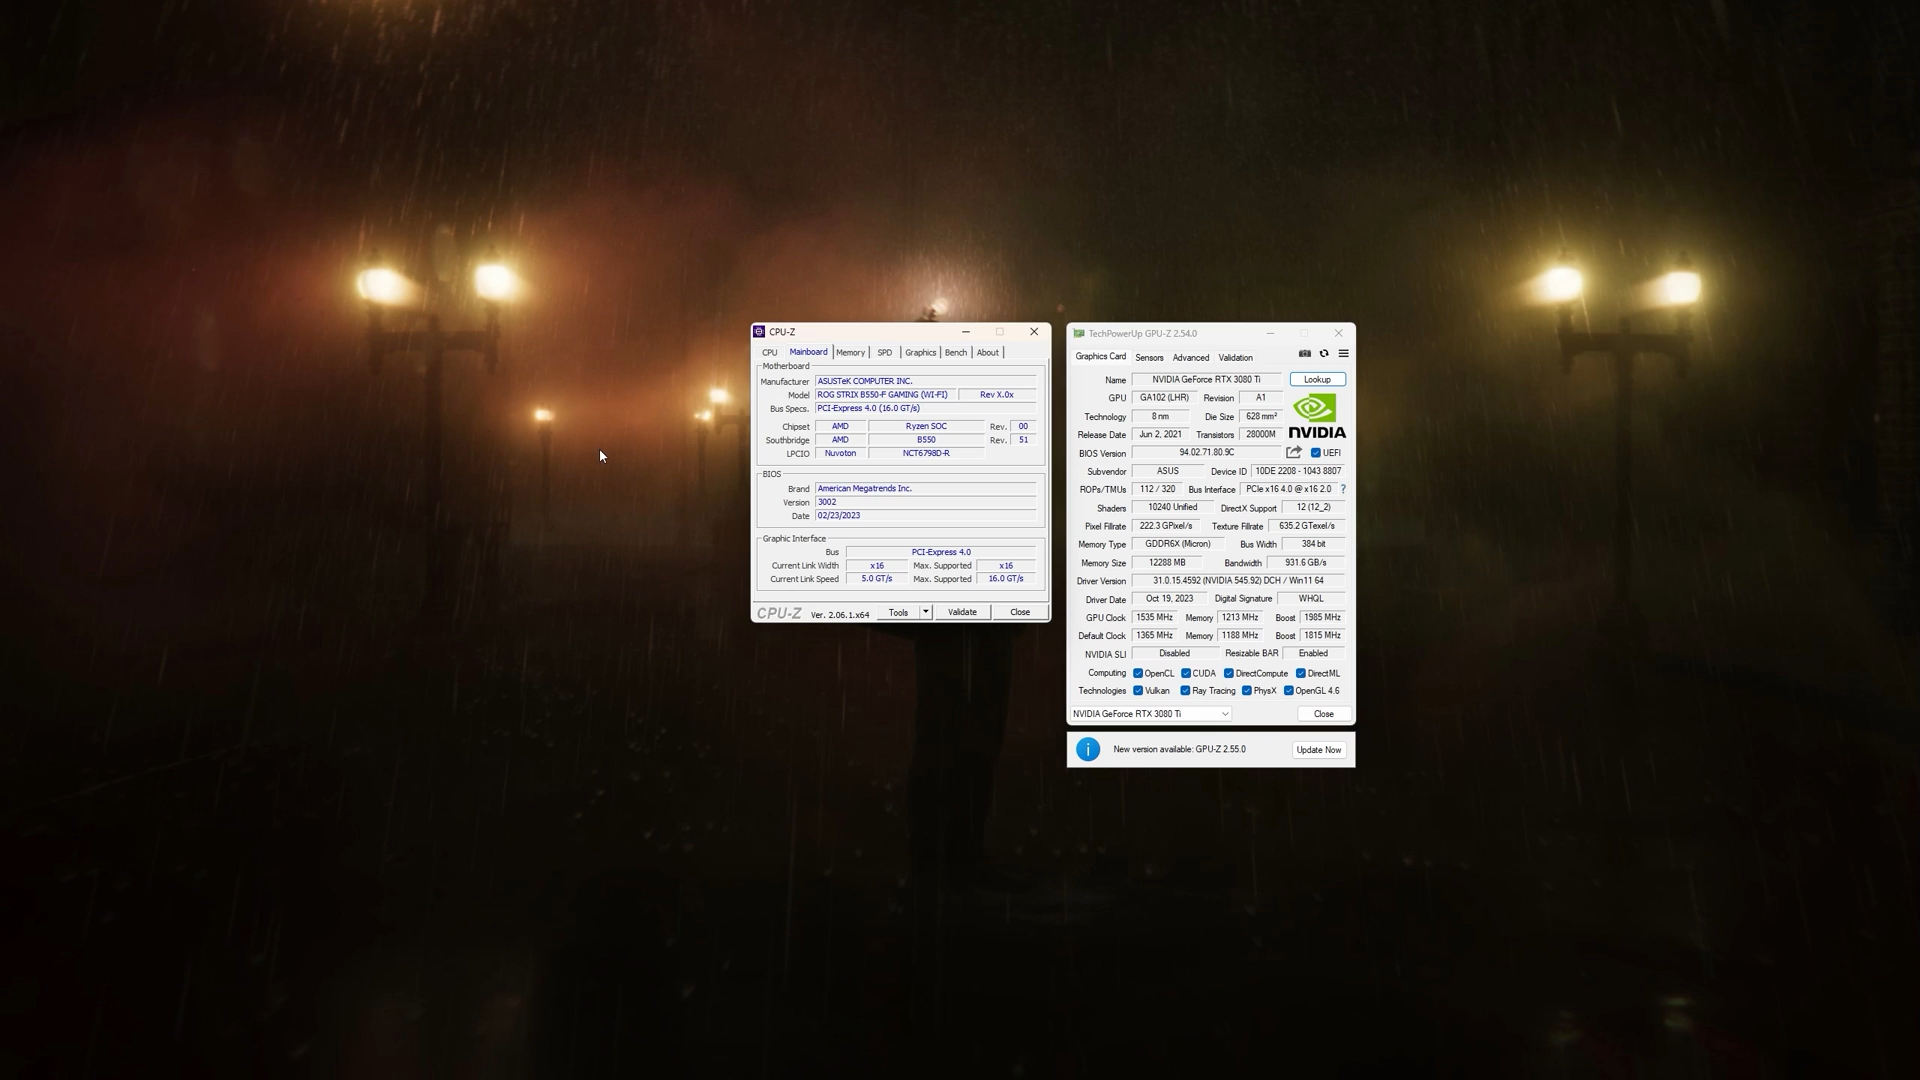 CPU-Z
CPU Mainboard Memory SPD Graphics Bench About
Motherboard
Manufacturer ASUSTeK COMPUTER INC.
Model ROG STRIX B550-F GAMING (WI-FI) Rev X.0x
Bus Specs. PCI-Express 4.0 (16.0 GT/s)
Chipset AMD Ryzen SOC Rev. 00
Southbridge AMD B550 Rev. 51
LPCIO Nuvoton NCT6798D-R
BIOS
Brand American Megatrends Inc.
Version 3002
Date 02/23/2023
Graphic Interface
Bus PCI-Express 4.0
Current Link Width x16 Max. Supported x16
Current Link Speed 5.0 GT/s Max. Supported 16.0 GT/s
CPU-Z Ver. 2.06.1.x64 Tools Validate Close
TechPowerUp GPU-Z 2.54.0
Graphics Card Sensors Advanced Validation
Name NVIDIA GeForce RTX 3080 Ti Lookup
GPU GA102 (LHR) Revision A1
Technology 8 nm Die Size 628 mm²
NVIDIA
Release Date Jun 2, 2021 Transistors 28000M
BIOS Version 94.02.71.80.9C UEFI
Subvendor ASUS Device ID 10DE 2208 - 1043 8807
ROPs/TMUs 112 / 320 Bus Interface PCIe x16 4.0 @ x16 2.0 ?
Shaders 10240 Unified DirectX Support 12 (12_2)
Pixel Fillrate 222.3 GPixel/s Texture Fillrate 635.2 GTexel/s
Memory Type GDDR6X (Micron) Bus Width 384 bit
Memory Size 12288 MB Bandwidth 931.6 GB/s
Driver Version 31.0.15.4592 (NVIDIA 545.92) DCH / Win11 64
Driver Date Oct 19, 2023 Digital Signature WHQL
GPU Clock 1535 MHz Memory 1213 MHz Boost 1985 MHz
Default Clock 1365 MHz Memory 1188 MHz Boost 1815 MHz
NVIDIA SLI Disabled Resizable BAR Enabled
Computing OpenCL CUDA DirectCompute DirectML
Technologies Vulkan Ray Tracing PhysX OpenGL 4.6
NVIDIA GeForce RTX 3080 Ti Close
New version available: GPU-Z 2.55.0 Update Now